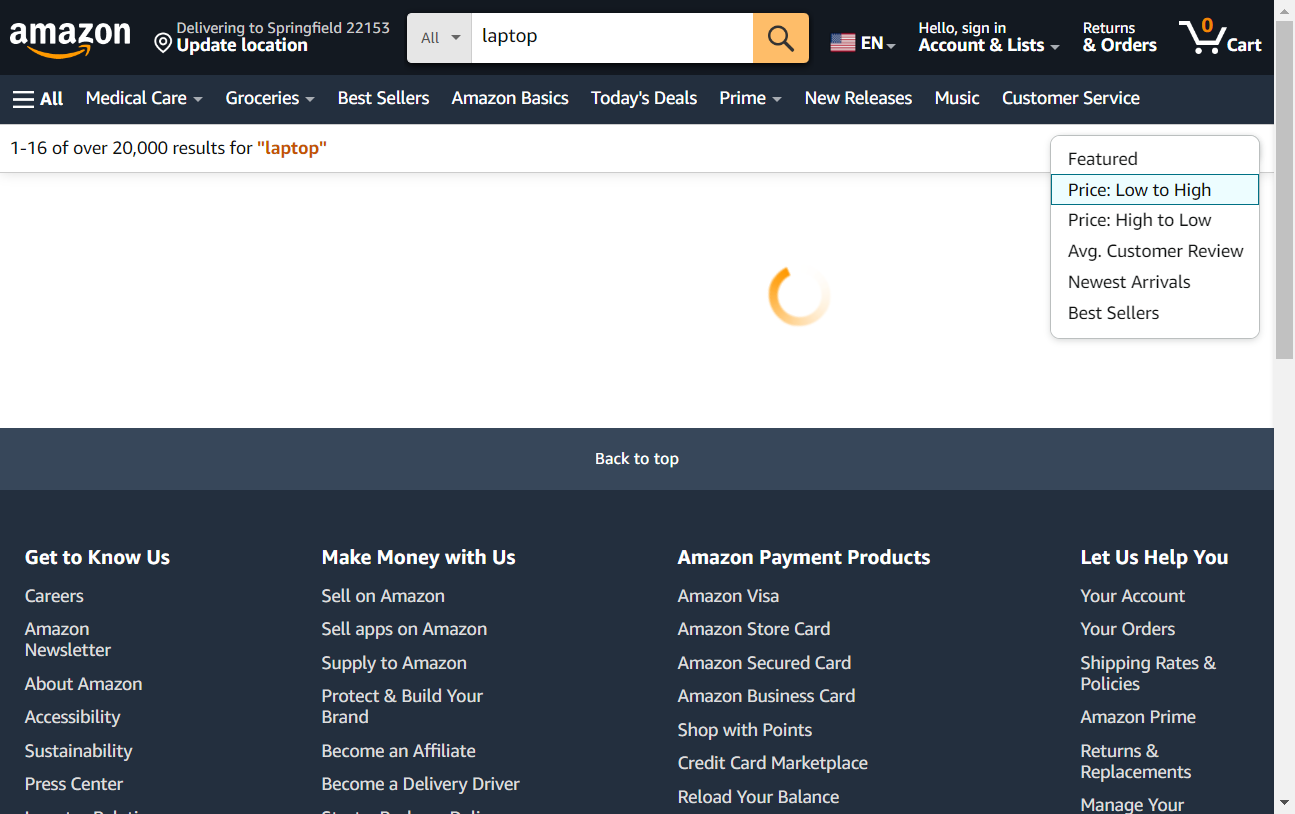 amazon
Delivering to Springfield 22153
Update location
All
laptop
EN
Hello, sign in
Account & Lists
Returns
& Orders
0
Cart
All
Medical Care
Groceries
Best Sellers
Amazon Basics
Today's Deals
Prime
New Releases
Music
Customer Service
1-16 of over 20,000 results for "laptop"
Featured
Price: Low to High
Price: High to Low
Avg. Customer Review
Newest Arrivals
Best Sellers
Back to top
Get to Know Us
Careers
Amazon
Newsletter
About Amazon
Accessibility
Sustainability
Press Center
Make Money with Us
Sell on Amazon
Sell apps on Amazon
Supply to Amazon
Protect & Build Your
Brand
Become an Affiliate
Become a Delivery Driver
Amazon Payment Products
Amazon Visa
Amazon Store Card
Amazon Secured Card
Amazon Business Card
Shop with Points
Credit Card Marketplace
Reload Your Balance
Let Us Help You
Your Account
Your Orders
Shipping Rates &
Policies
Amazon Prime
Returns &
Replacements
Manage Your